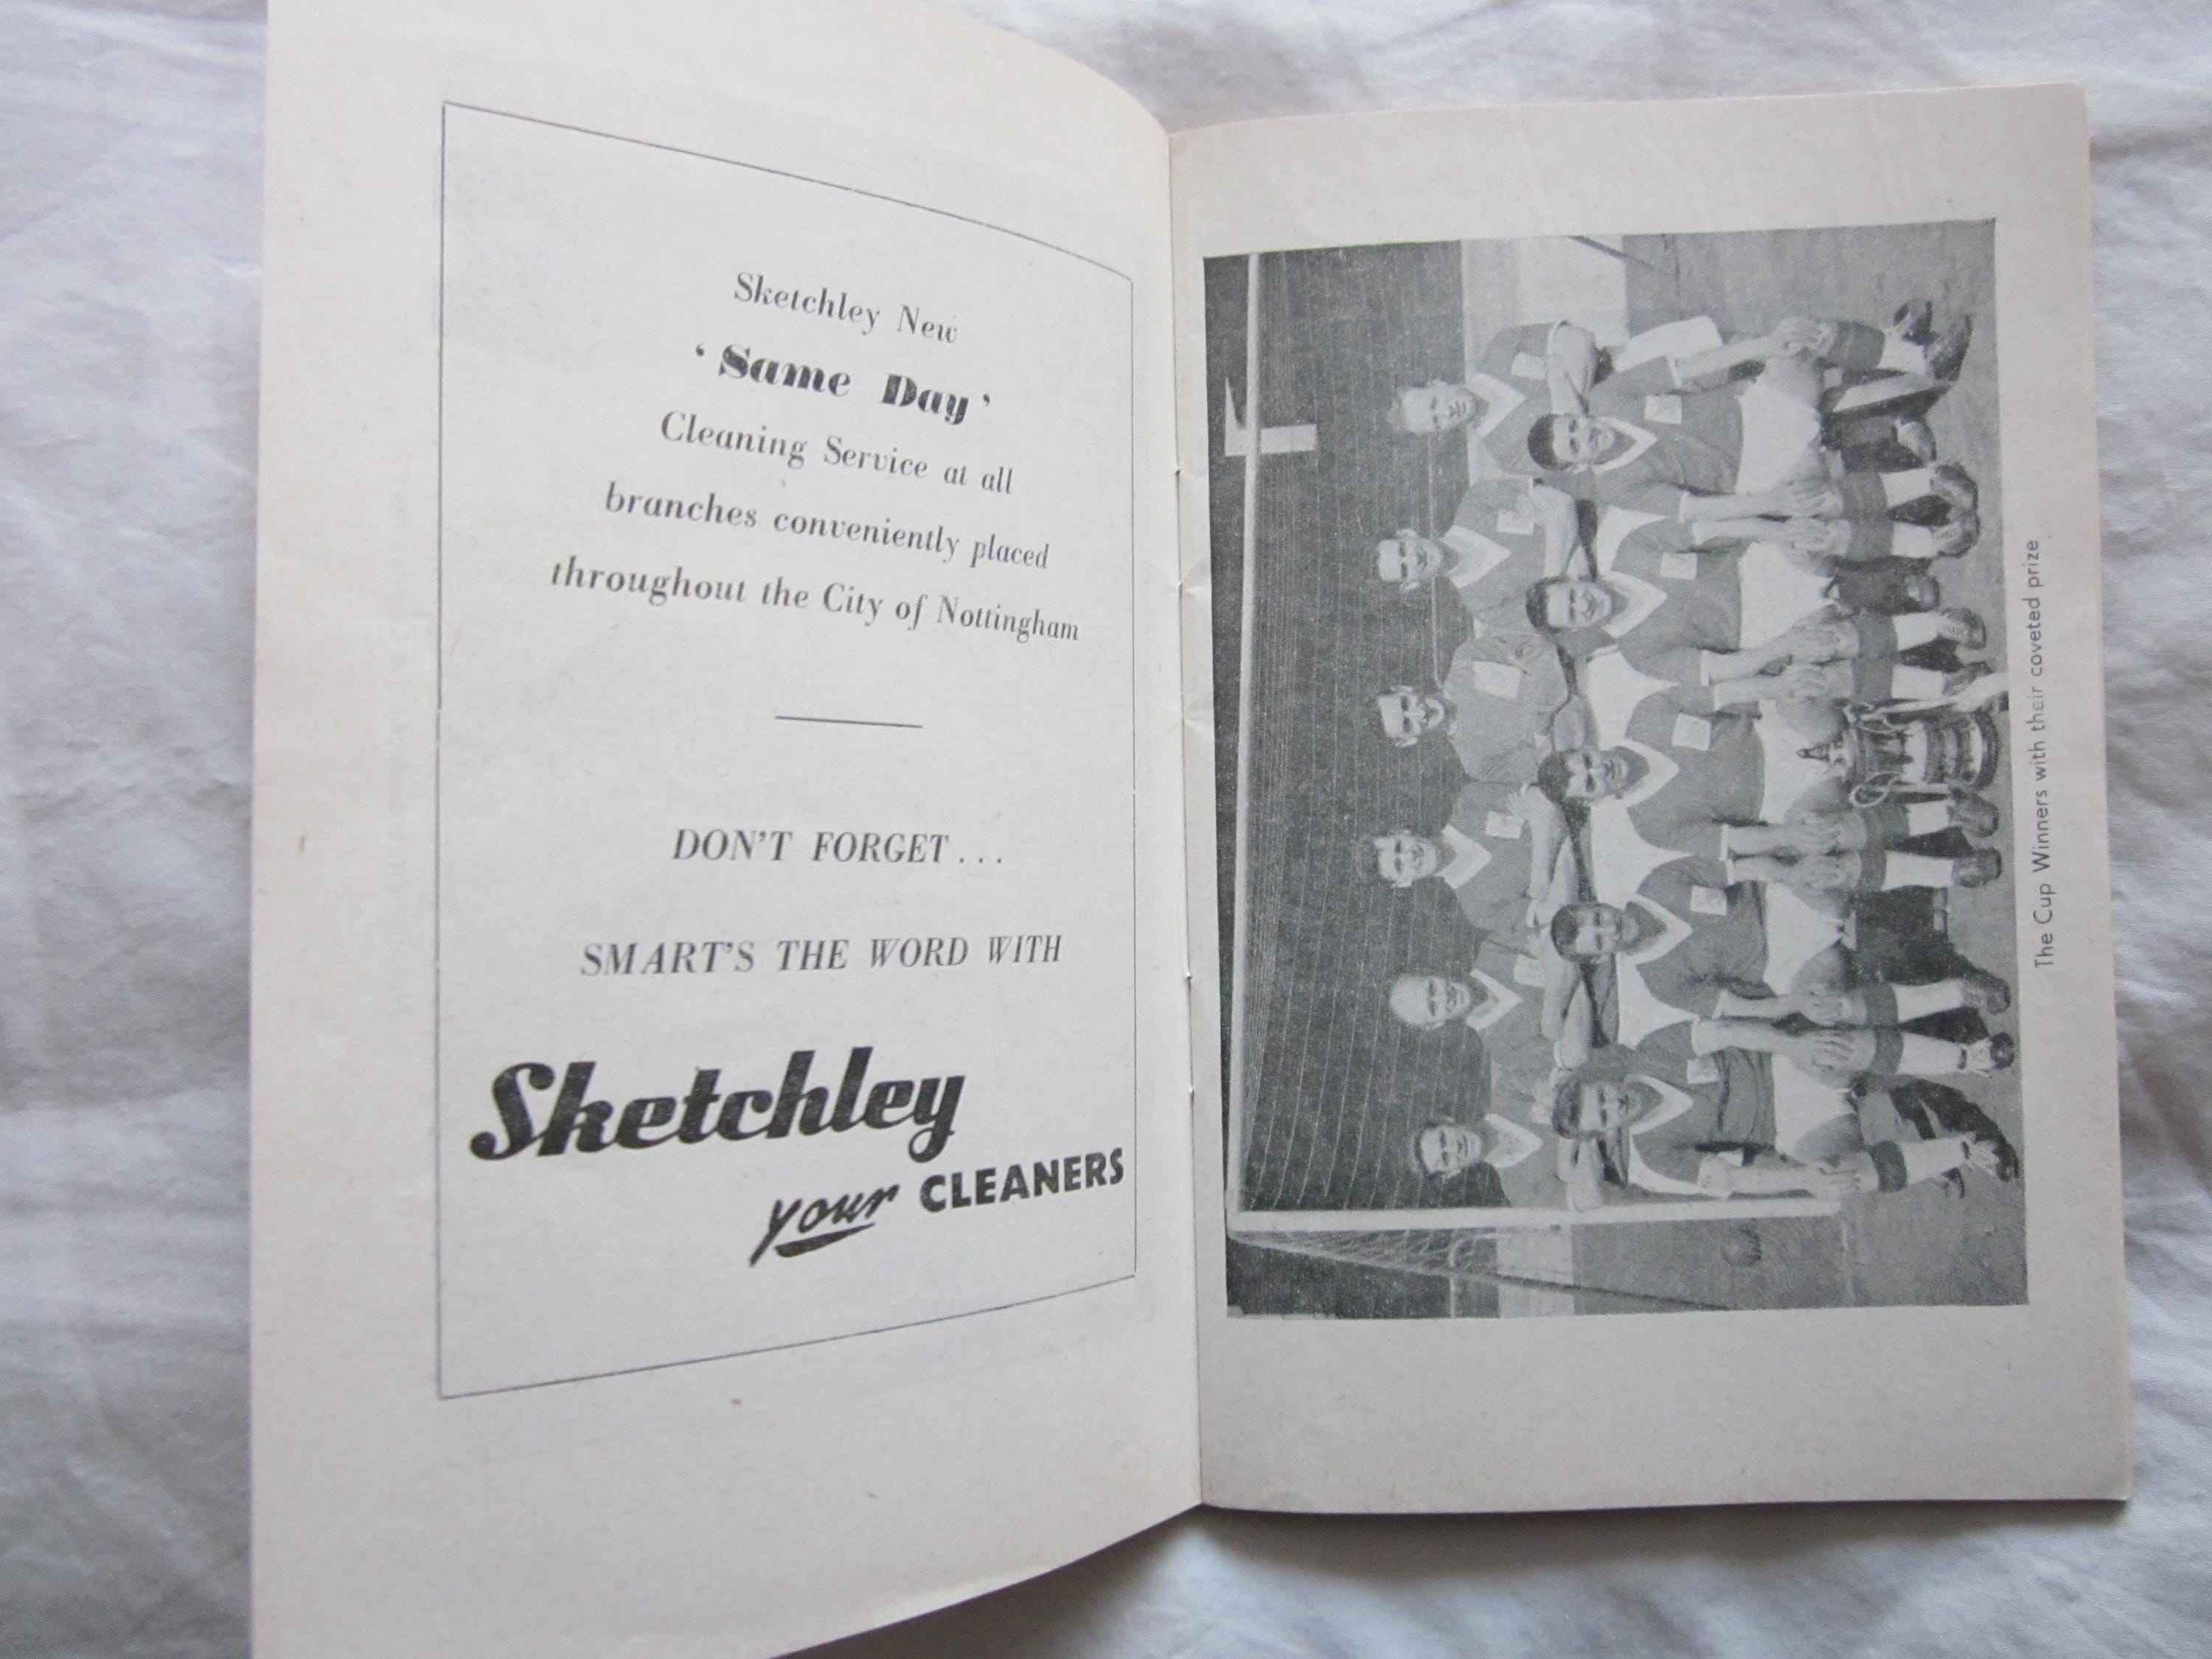 Sketchley New
‘Same Day’
Cleaning Service at all
branches conveniently placed
throughout the City of Nottingham
DON'T FORGET...
SMART'S THE WORD WITH
Sketchley
your CLEANERS
The Cup Winners with their coveted prize